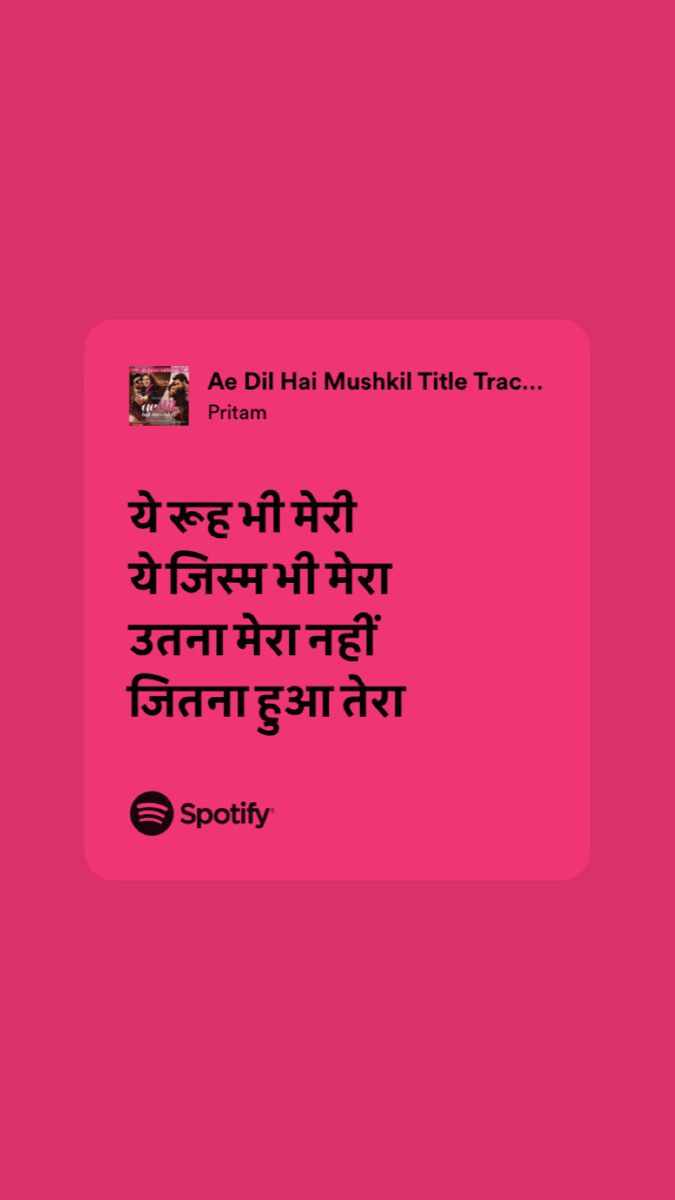 Ae Dil Hai Mushkil Title Trac...
Pritam
ये रूह भी मेरी
ये जिस्म भी मेरा
उतना मेरा नहीं
जितना हुआ तेरा
Spotify